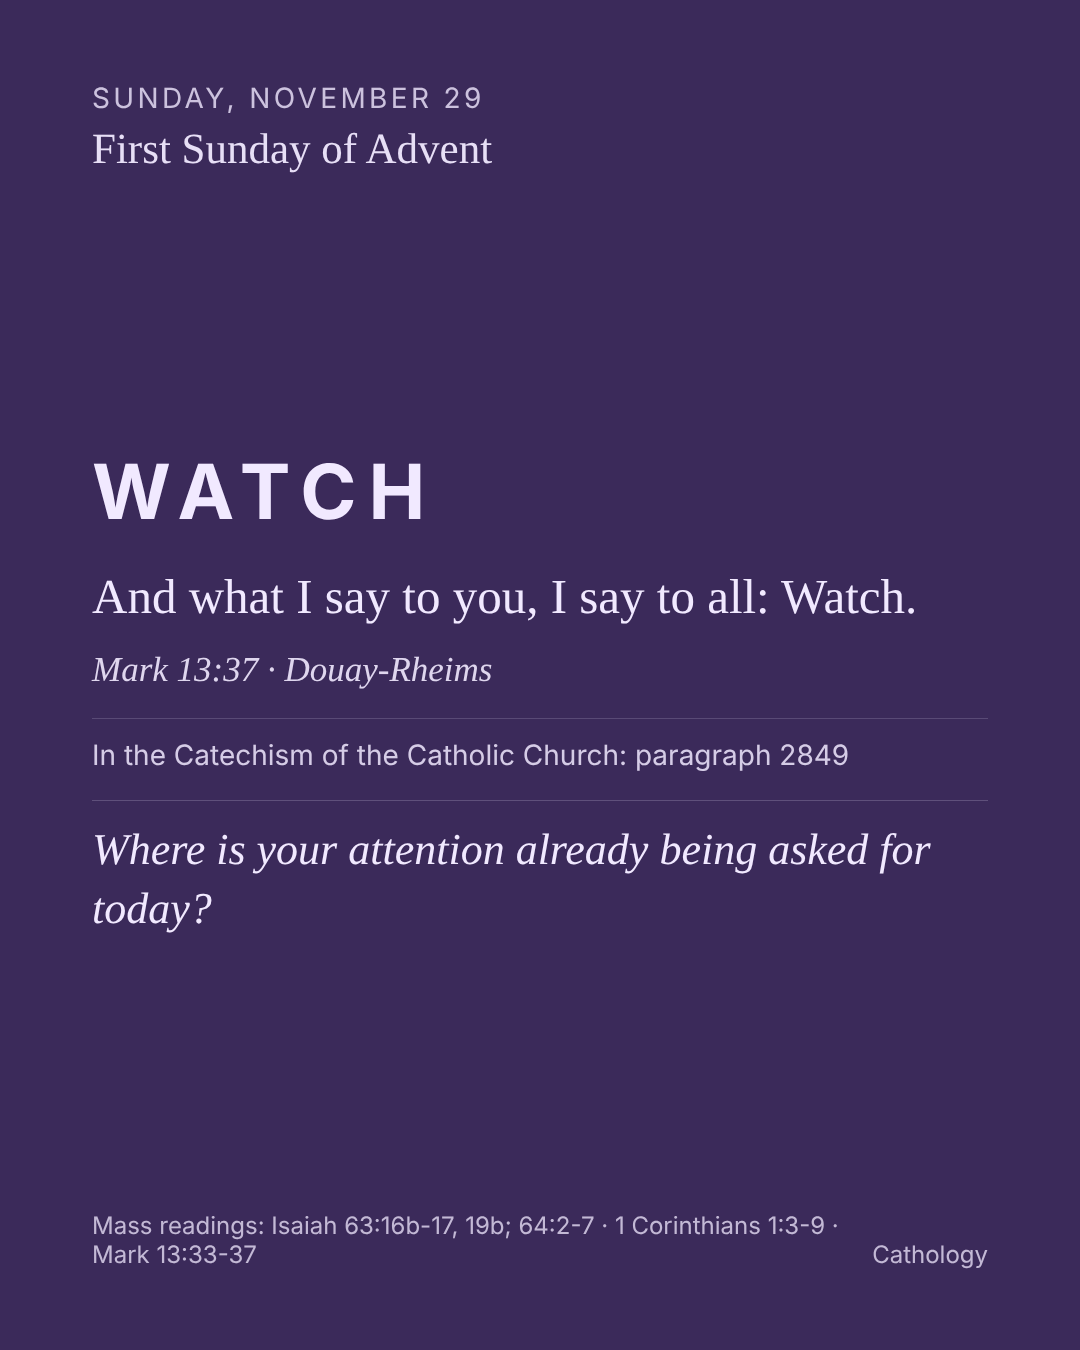 SUNDAY, NOVEMBER 29
First Sunday of Advent
WATCH
And what I say to you, I say to all: Watch.
Mark 13:37 · Douay-Rheims
In the Catechism of the Catholic Church: paragraph 2849
Where is your attention already being asked for
today?
Mass readings: Isaiah 63:16b-17, 19b; 64:2-7 · 1 Corinthians 1:3-9 ·
Mark 13:33-37
Cathology